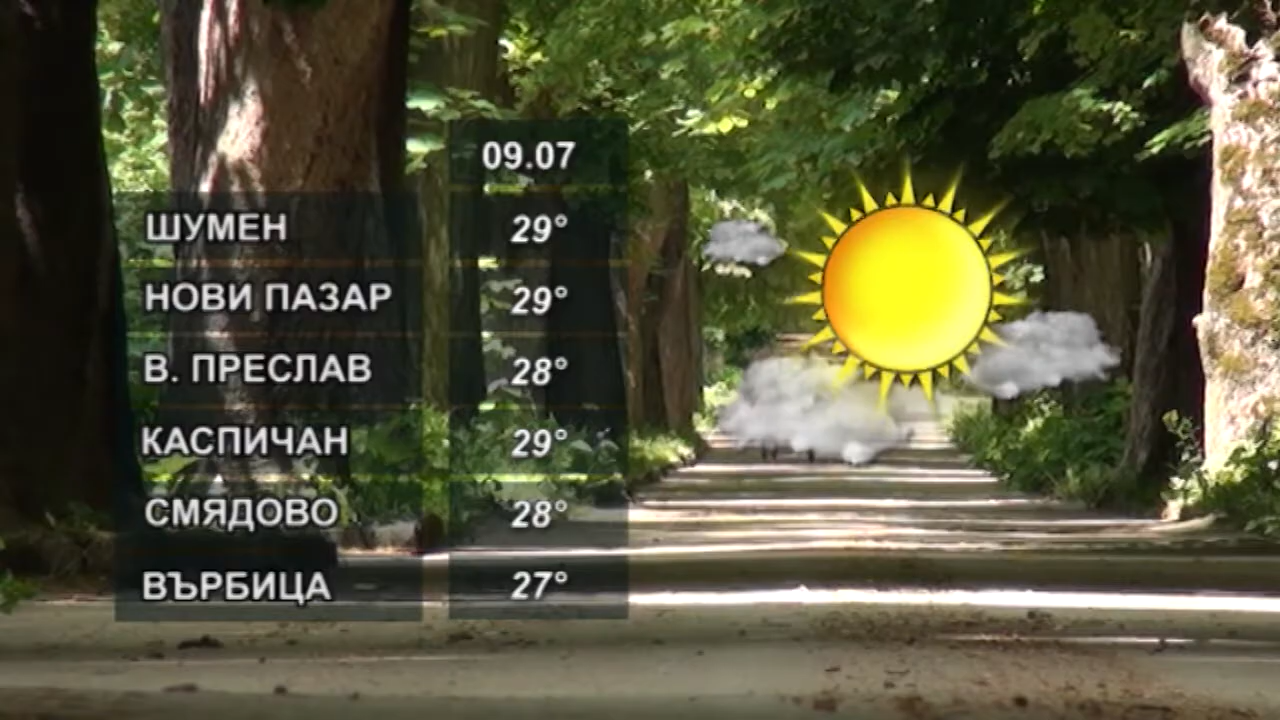 09.07
ШУМЕН 29°
НОВИ ПАЗАР 29°
В. ПРЕСЛАВ 28°
КАСПИЧАН 29°
СМЯДОВО 28°
ВЪРБИЦА 27°